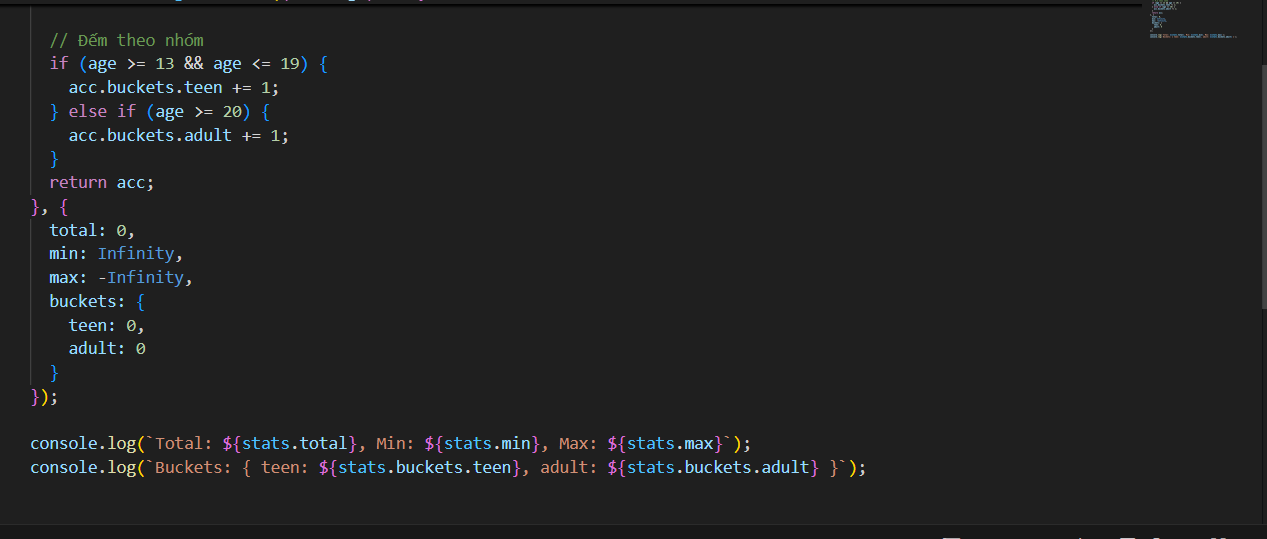 // Đếm theo nhóm
if (age >= 13 && age <= 19) {
acc.buckets.teen += 1;
} else if (age >= 20) {
acc.buckets.adult += 1;
}
return acc;
}, {
total: 0,
min: Infinity,
max: -Infinity,
buckets: {
teen: 0,
adult: 0
}
});
console.log(`Total: ${stats.total}, Min: ${stats.min}, Max: ${stats.max}`);
console.log(`Buckets: { teen: ${stats.buckets.teen}, adult: ${stats.buckets.adult} }`);